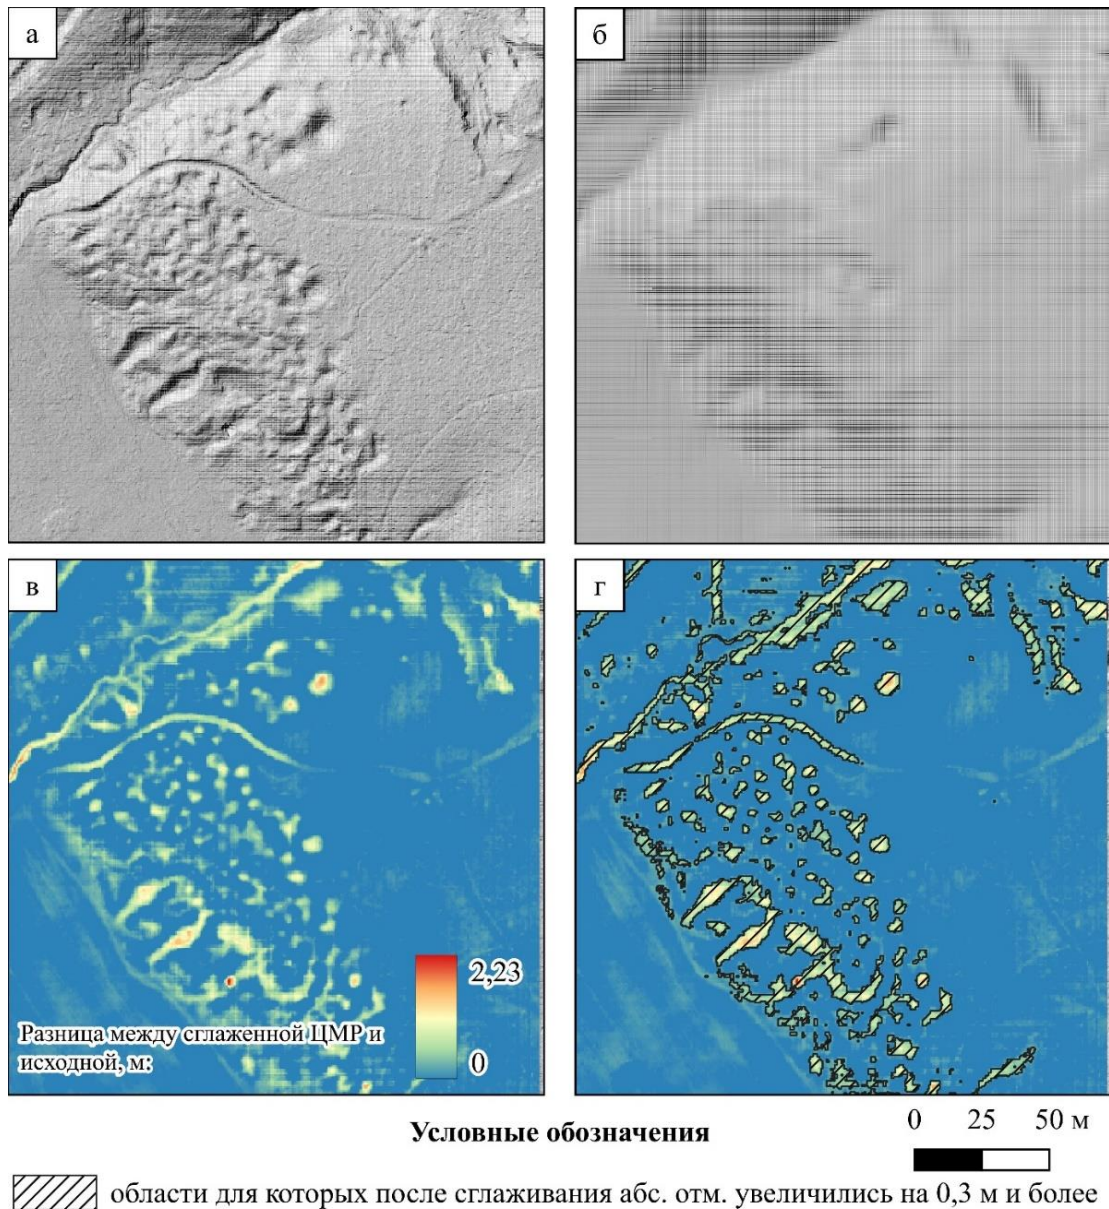 а
б
в
г
2,23
0
Разница между сглаженной ЦМР и
исходной, м:
Условные обозначения
0 25 50 м
области для которых после сглаживания абс. отм. увеличились на 0,3 м и более